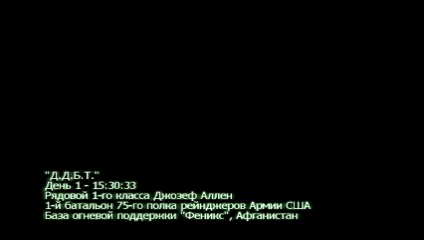 "Д.Д.Б.Т."
День 1 - 15:30:33
Рядовой 1-го класса Джозеф Аллен
1-й батальон 75-го полка рейнджеров Армии США
База огневой поддержки "Феникс", Афганистан